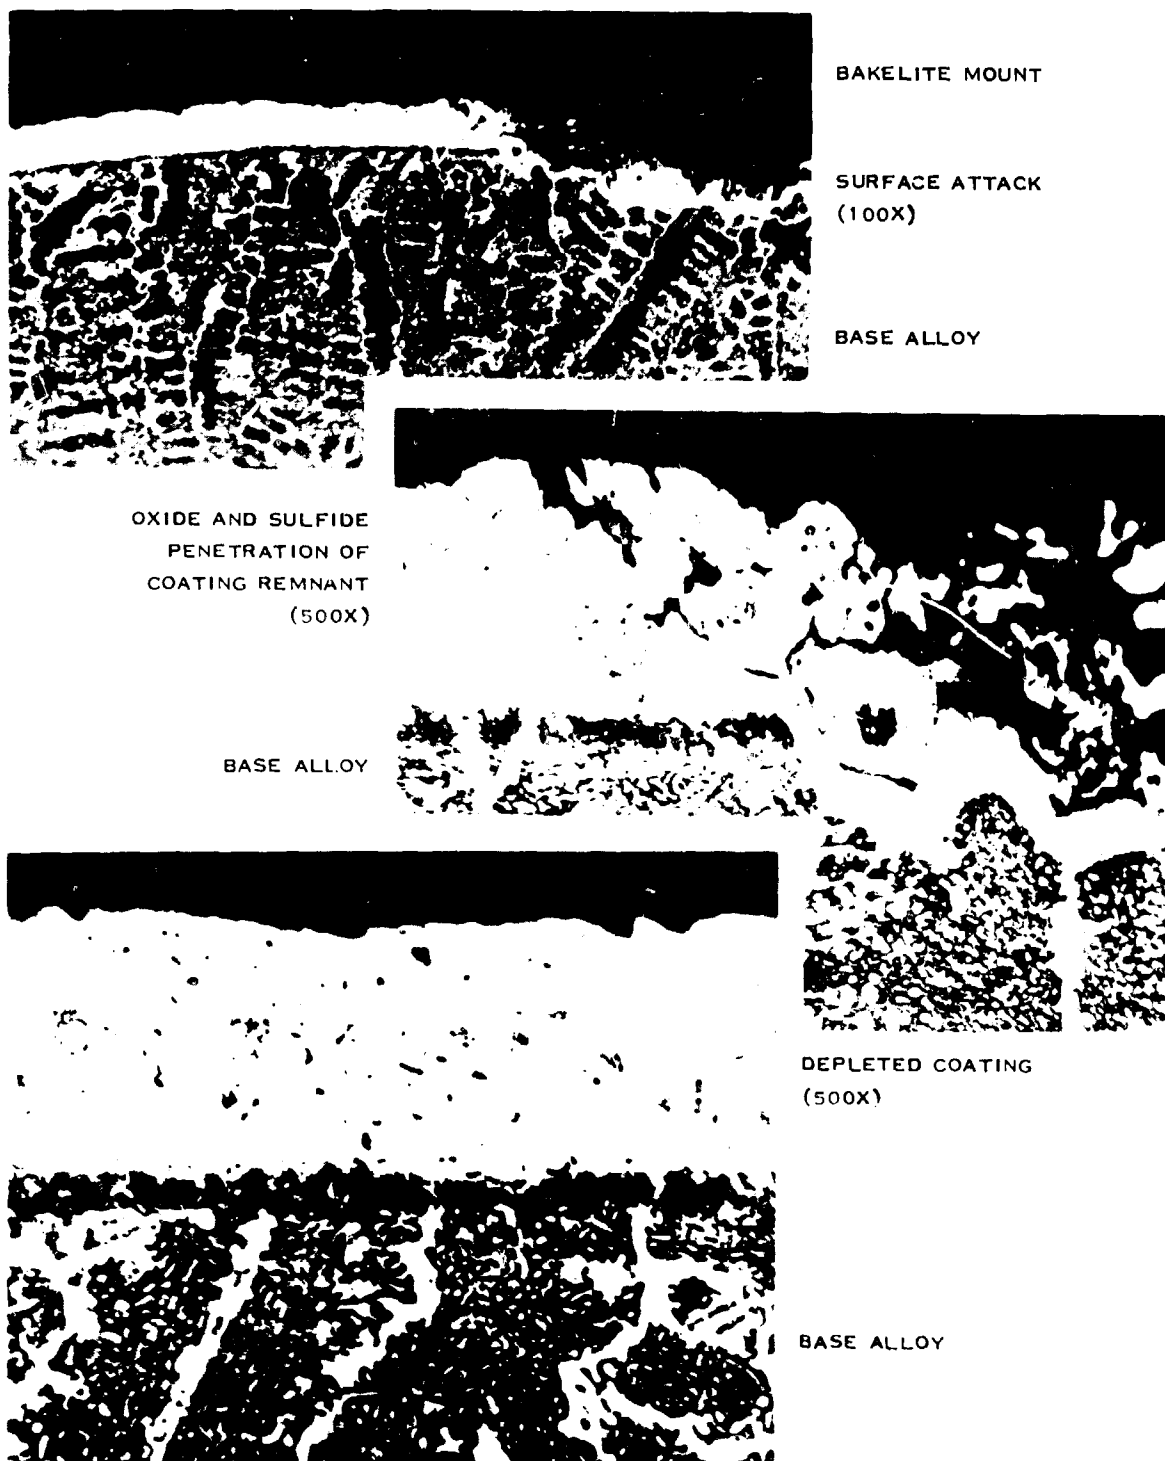 BAKELITE MOUNT
SURFACE ATTACK
(100X)
BASE ALLOY
OXIDE AND SULFIDE
PENETRATION OF
COATING REMNANT
(500X)
BASE ALLOY
DEPLETED COATING
(500X)
BASE ALLOY